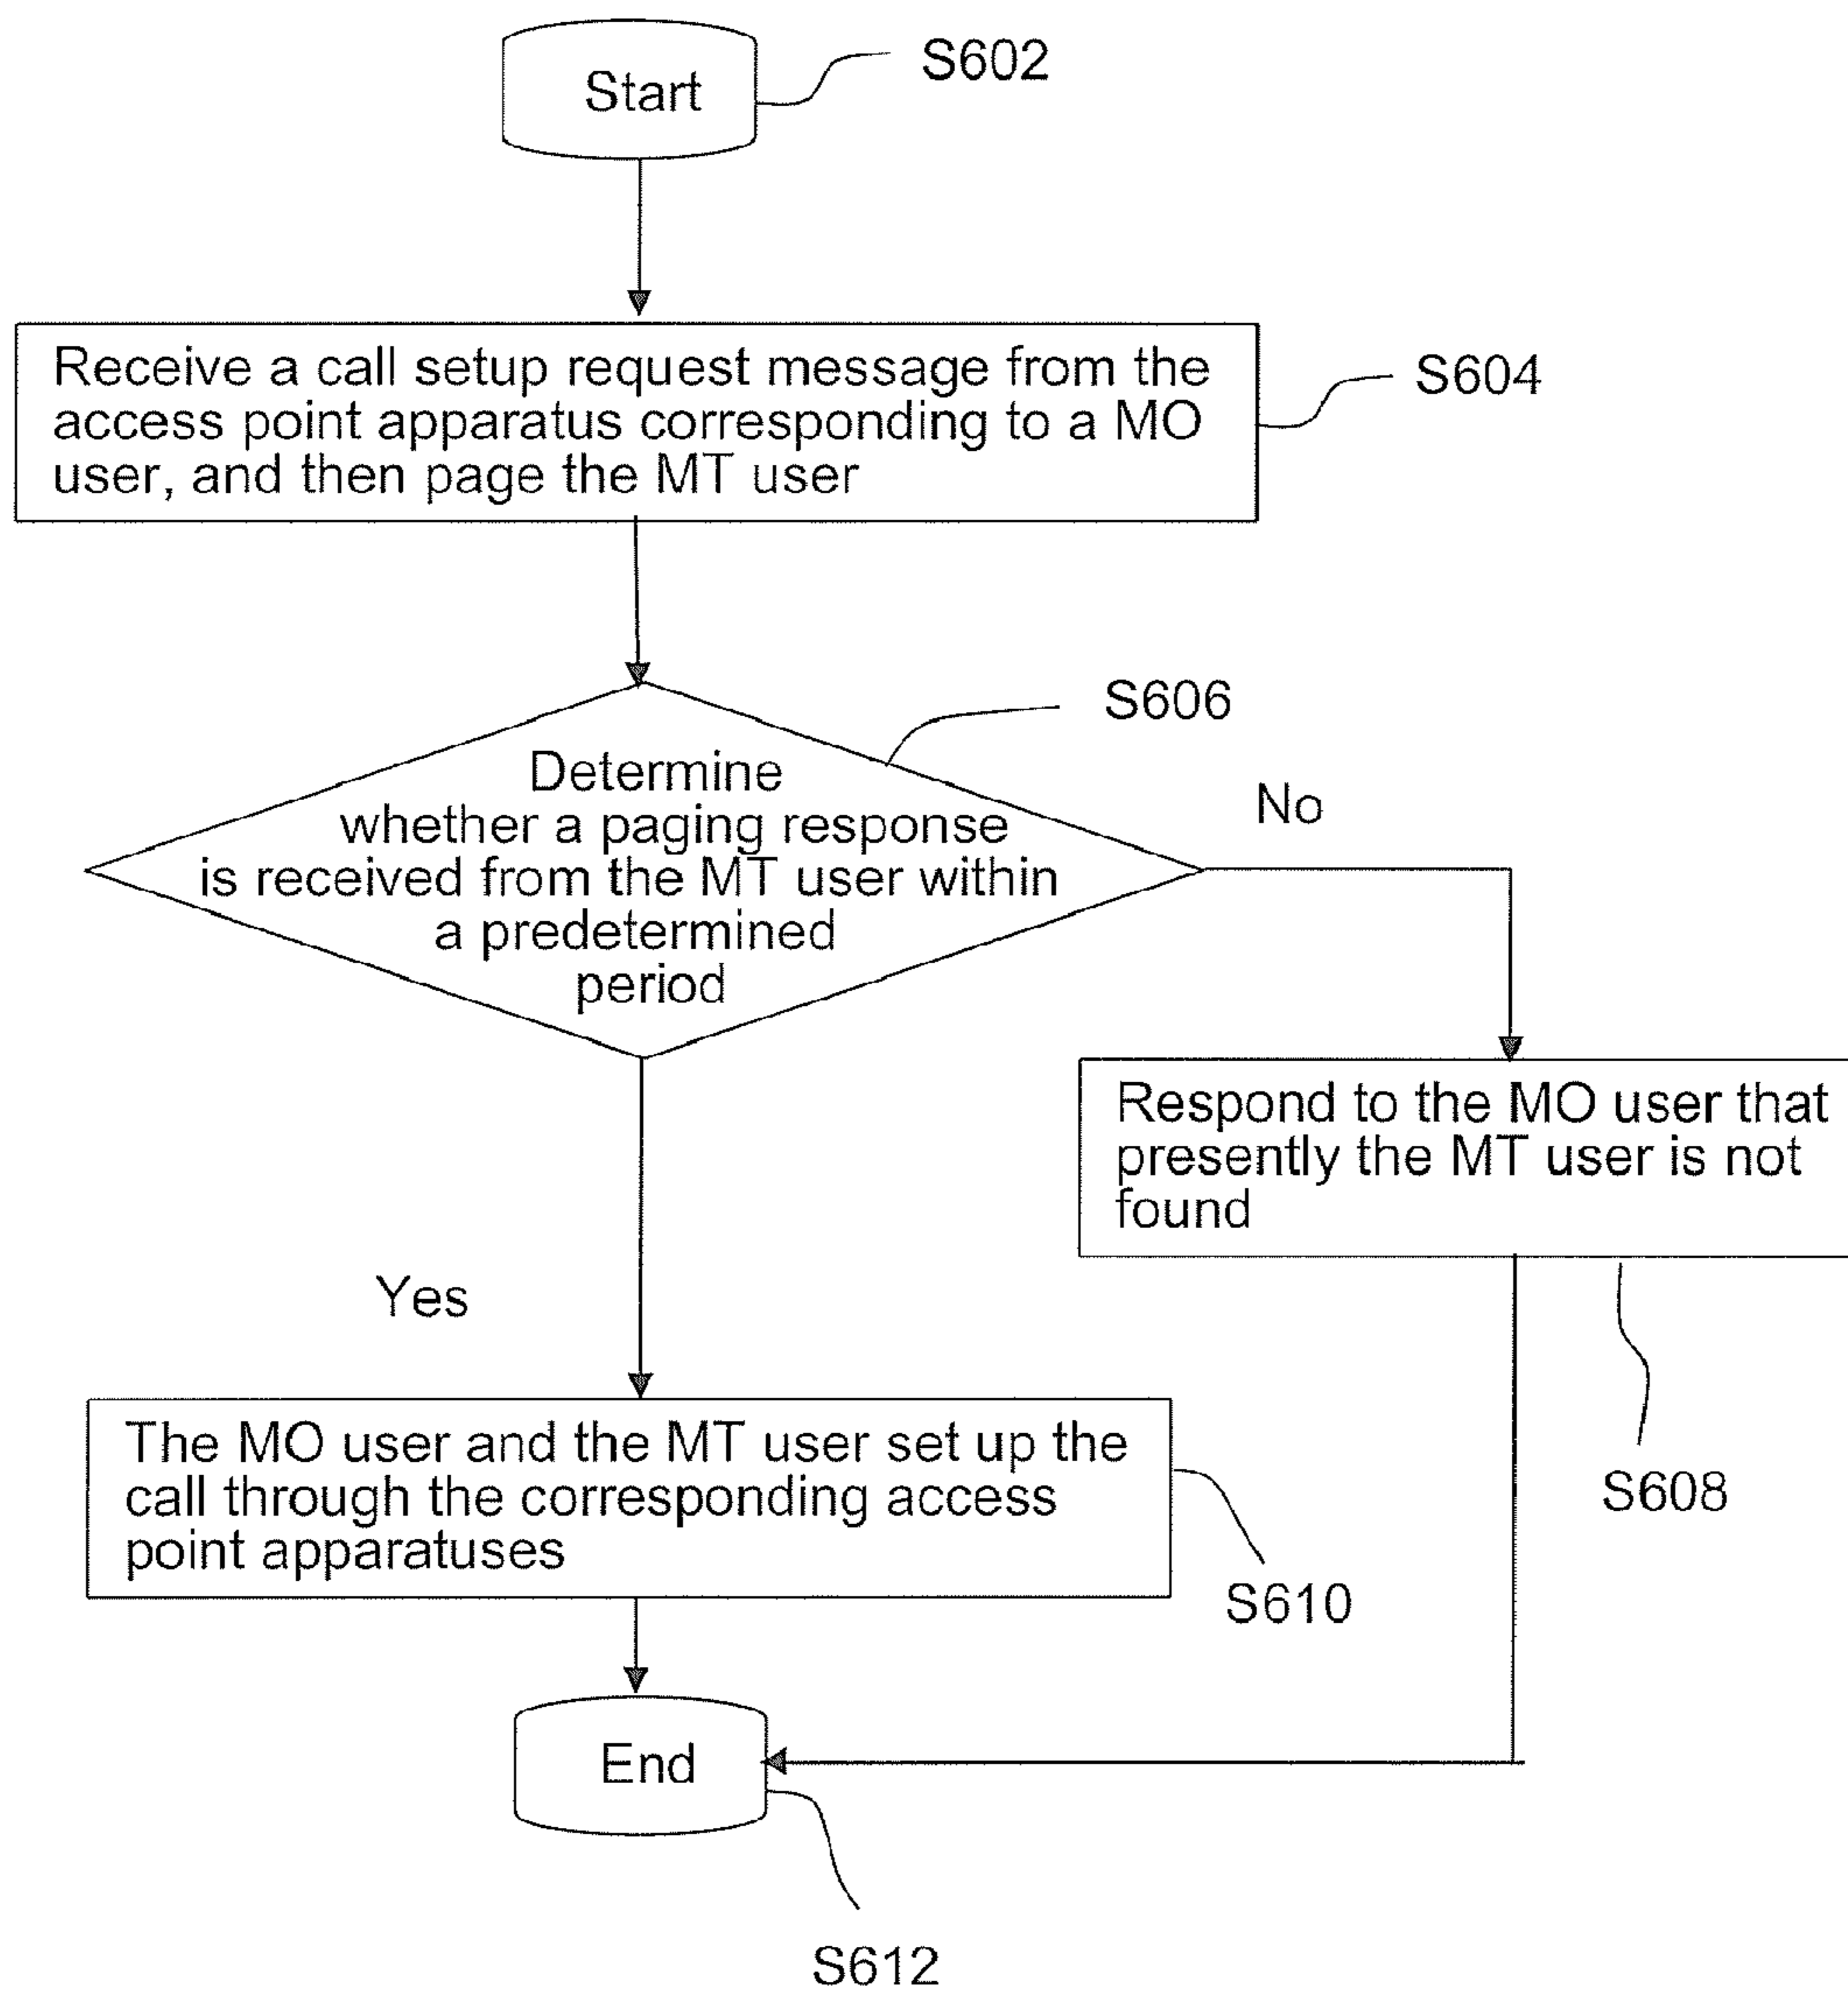 Start
S602
Receive a call setup request message from the
access point apparatus corresponding to a MO
user, and then page the MT user
S604
S606
Determine
whether a paging response
is received from the MT user within
a predetermined
period
No
Respond to the MO user that
presently the MT user is not
found
S608
Yes
The MO user and the MT user set up the
call through the corresponding access
point apparatuses
S610
End
S612